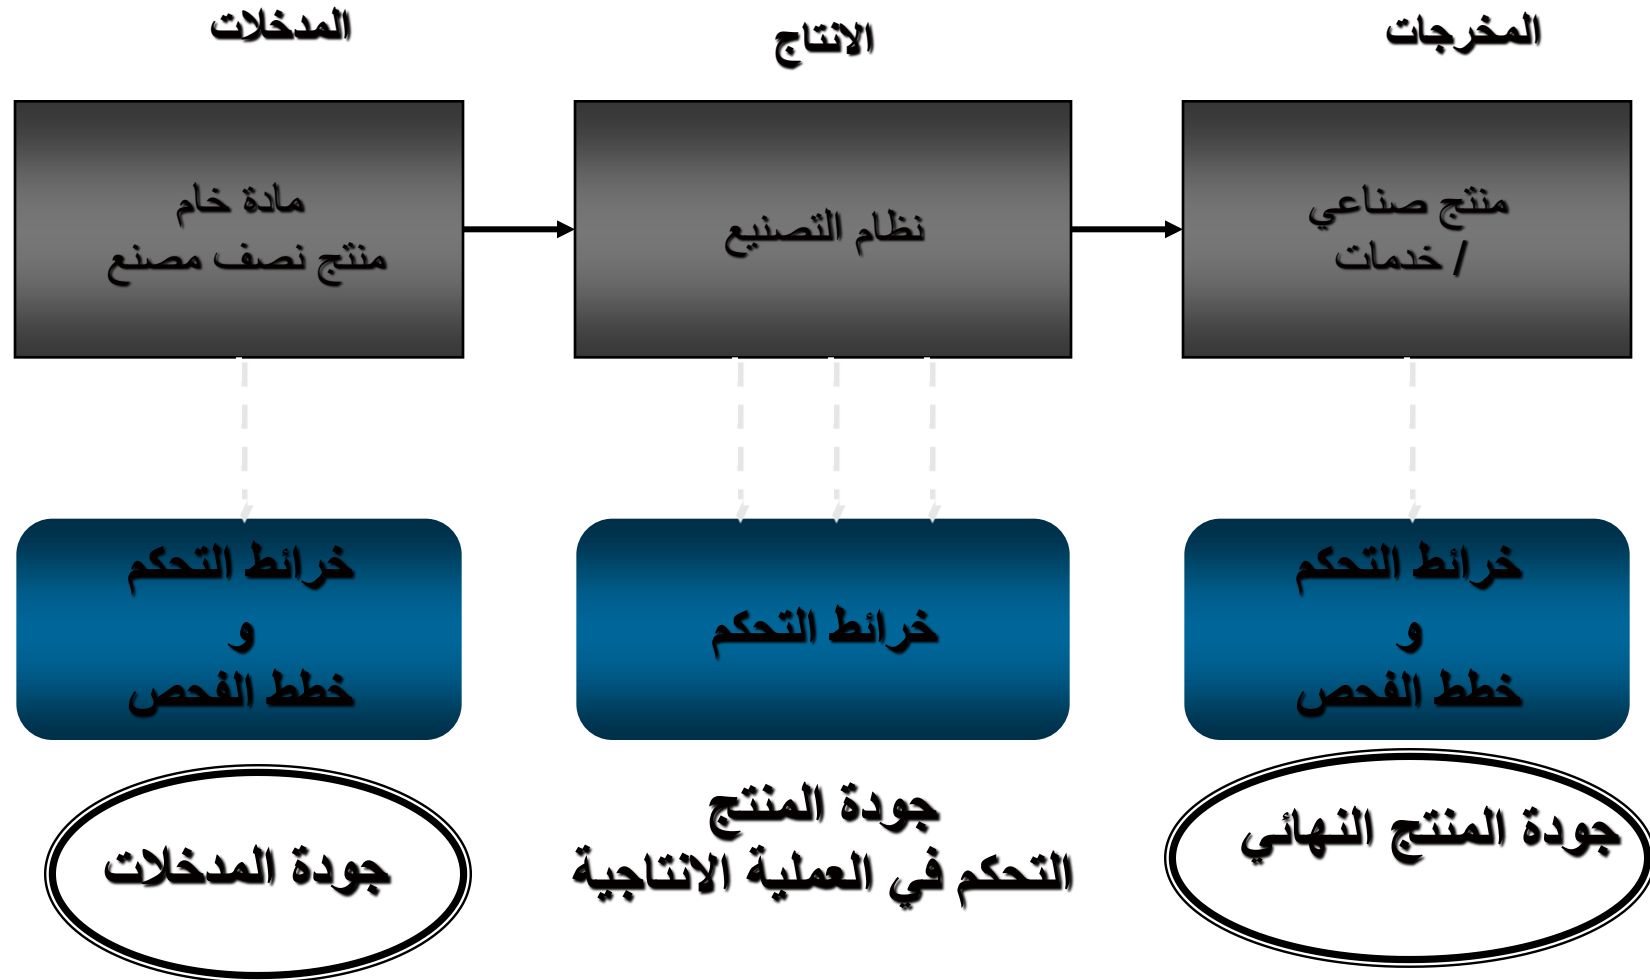 المدخلات
الانتاج
المخرجات
مادة خام
منتج نصف مصنع
نظام التصنيع
منتج صناعي
/ خدمات
خرائط التحكم
و
خطط الفحص
خرائط التحكم
خرائط التحكم
و
خطط الفحص
جودة المدخلات
جودة المنتج
التحكم في العملية الانتاجية
جودة المنتج النهائي